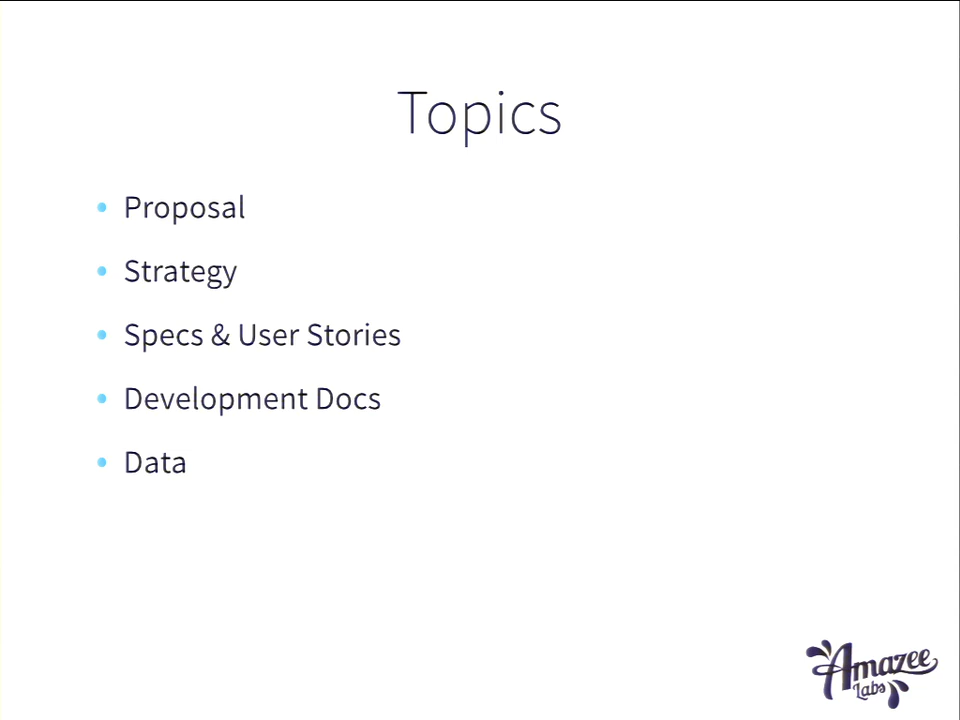 Topics
Proposal
Strategy
Specs & User Stories
Development Docs
Data
Amazee
Labs